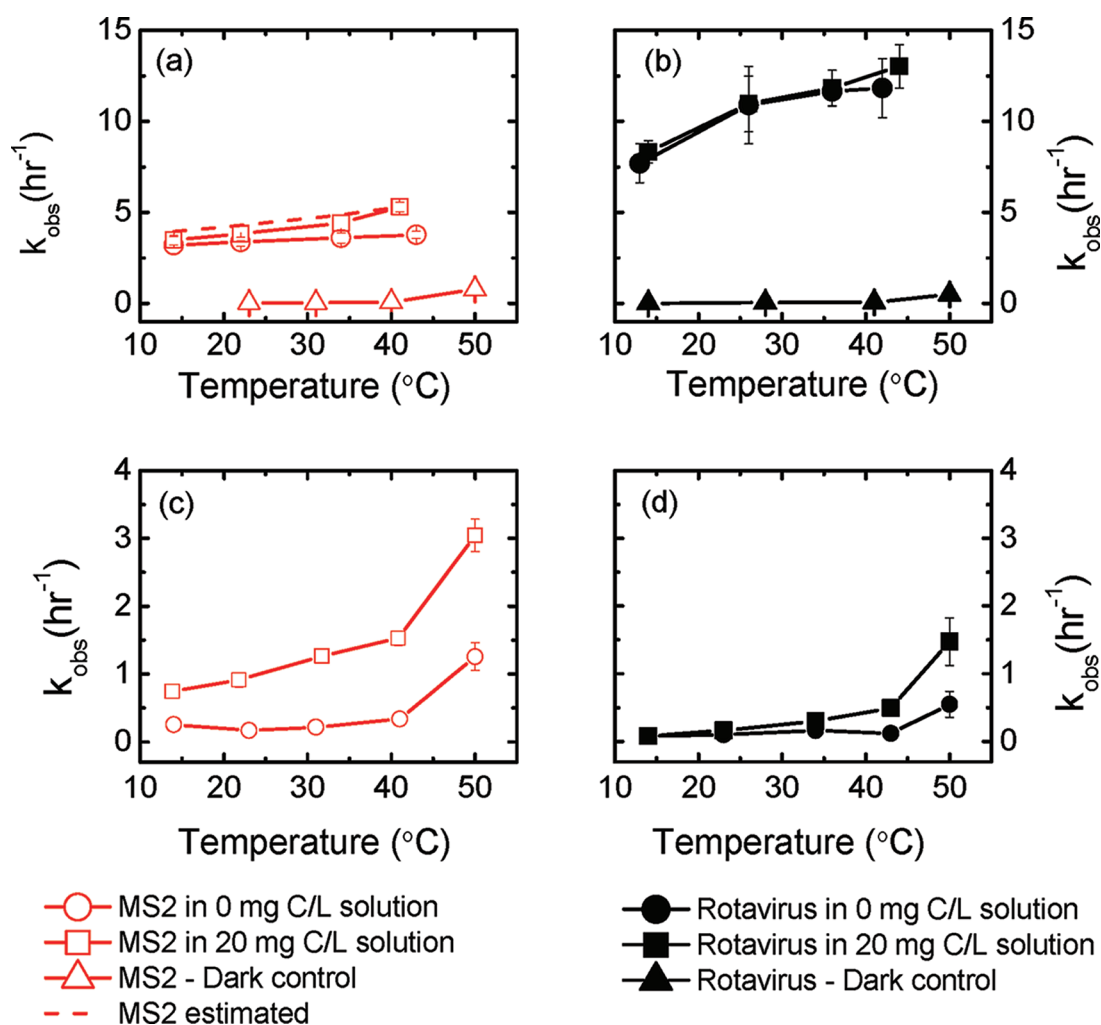 (a)
15
10
5
0
k_obs(hr^-1)
10 20 30 40 50
Temperature (°C)
(b)
15
10
5
0
k_obs(hr^-1)
10 20 30 40 50
Temperature (°C)
(c)
4
3
2
1
0
k_obs(hr^-1)
10 20 30 40 50
Temperature (°C)
(d)
4
3
2
1
0
k_obs(hr^-1)
10 20 30 40 50
Temperature (°C)
MS2 in 0 mg C/L solution
MS2 in 20 mg C/L solution
MS2 - Dark control
MS2 estimated
Rotavirus in 0 mg C/L solution
Rotavirus in 20 mg C/L solution
Rotavirus - Dark control